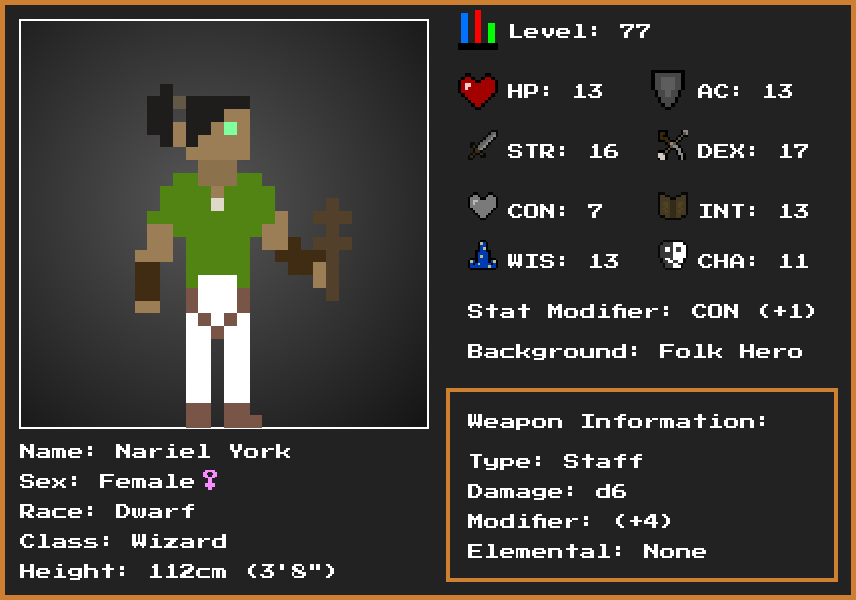 Level: 77
HP: 13
AC: 13
STR: 16
DEX: 17
CON: 7
INT: 13
WIS: 13
CHA: 11
Stat Modifier: CON (+1)
Background: Folk Hero
Weapon Information:
Type: Staff
Damage: d6
Modifier: (+4)
Elemental: None
Name: Nariel York
Sex: Female♀
Race: Dwarf
Class: Wizard
Height: 112cm (3'8")